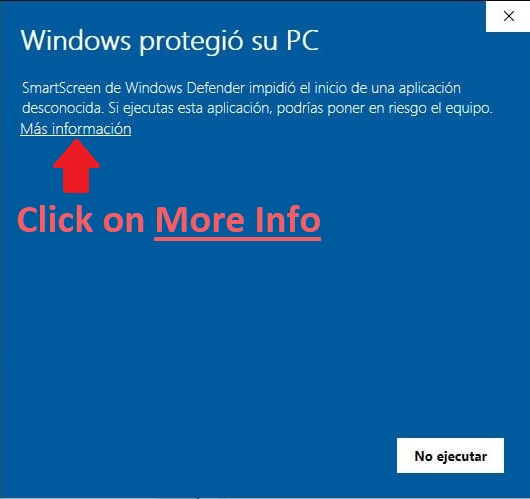 Windows protegió su PC
SmartScreen de Windows Defender impidió el inicio de una aplicación
desconocida. Si ejecutas esta aplicación, podrías poner en riesgo el equipo.
Más información
Click on More Info
No ejecutar